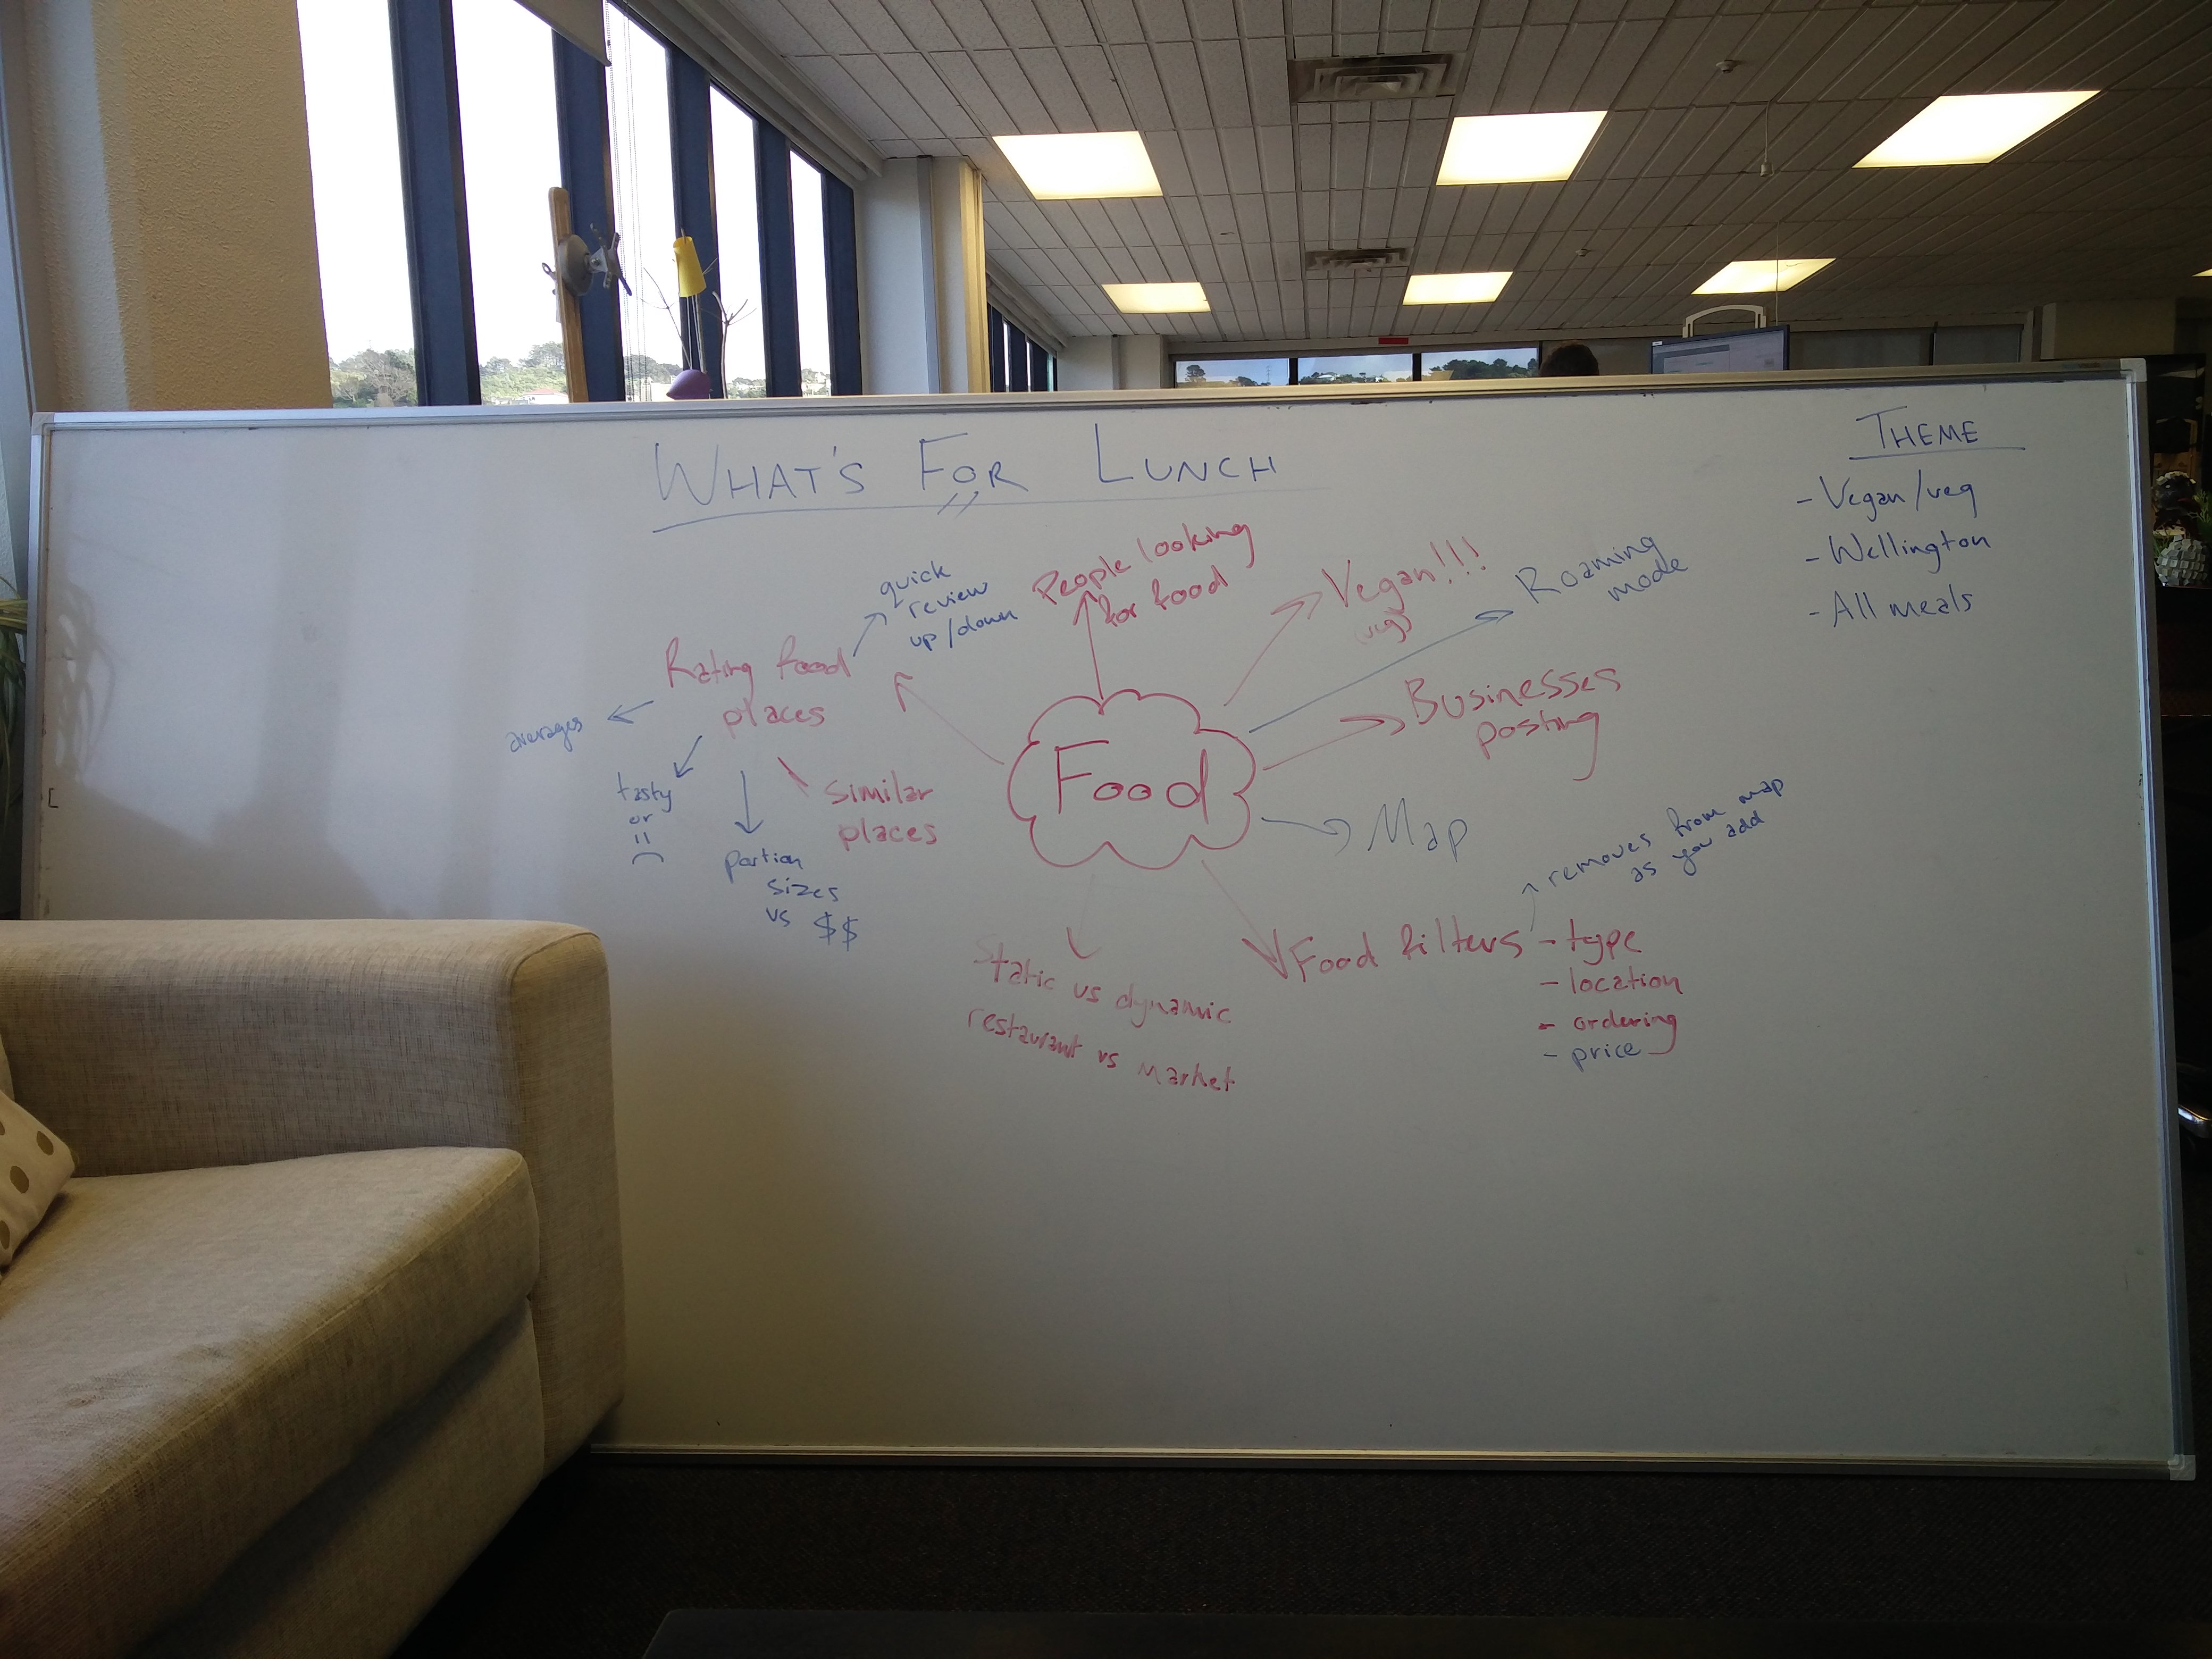 WHAT'S FOR LUNCH
THEME
- Vegan/veg
- Wellington
- All meals
quick
review
up/down
People looking
for food
Vegan!!!
(veg)
Roaming
mode
Rating food
places
averages
tasty
or
portion
sizes
vs $$
Similar
places
Food
Businesses
posting
Map
removes from map
as you add
Food filters - type
- location
- ordering
- price
Static vs dynamic
restaurant vs market